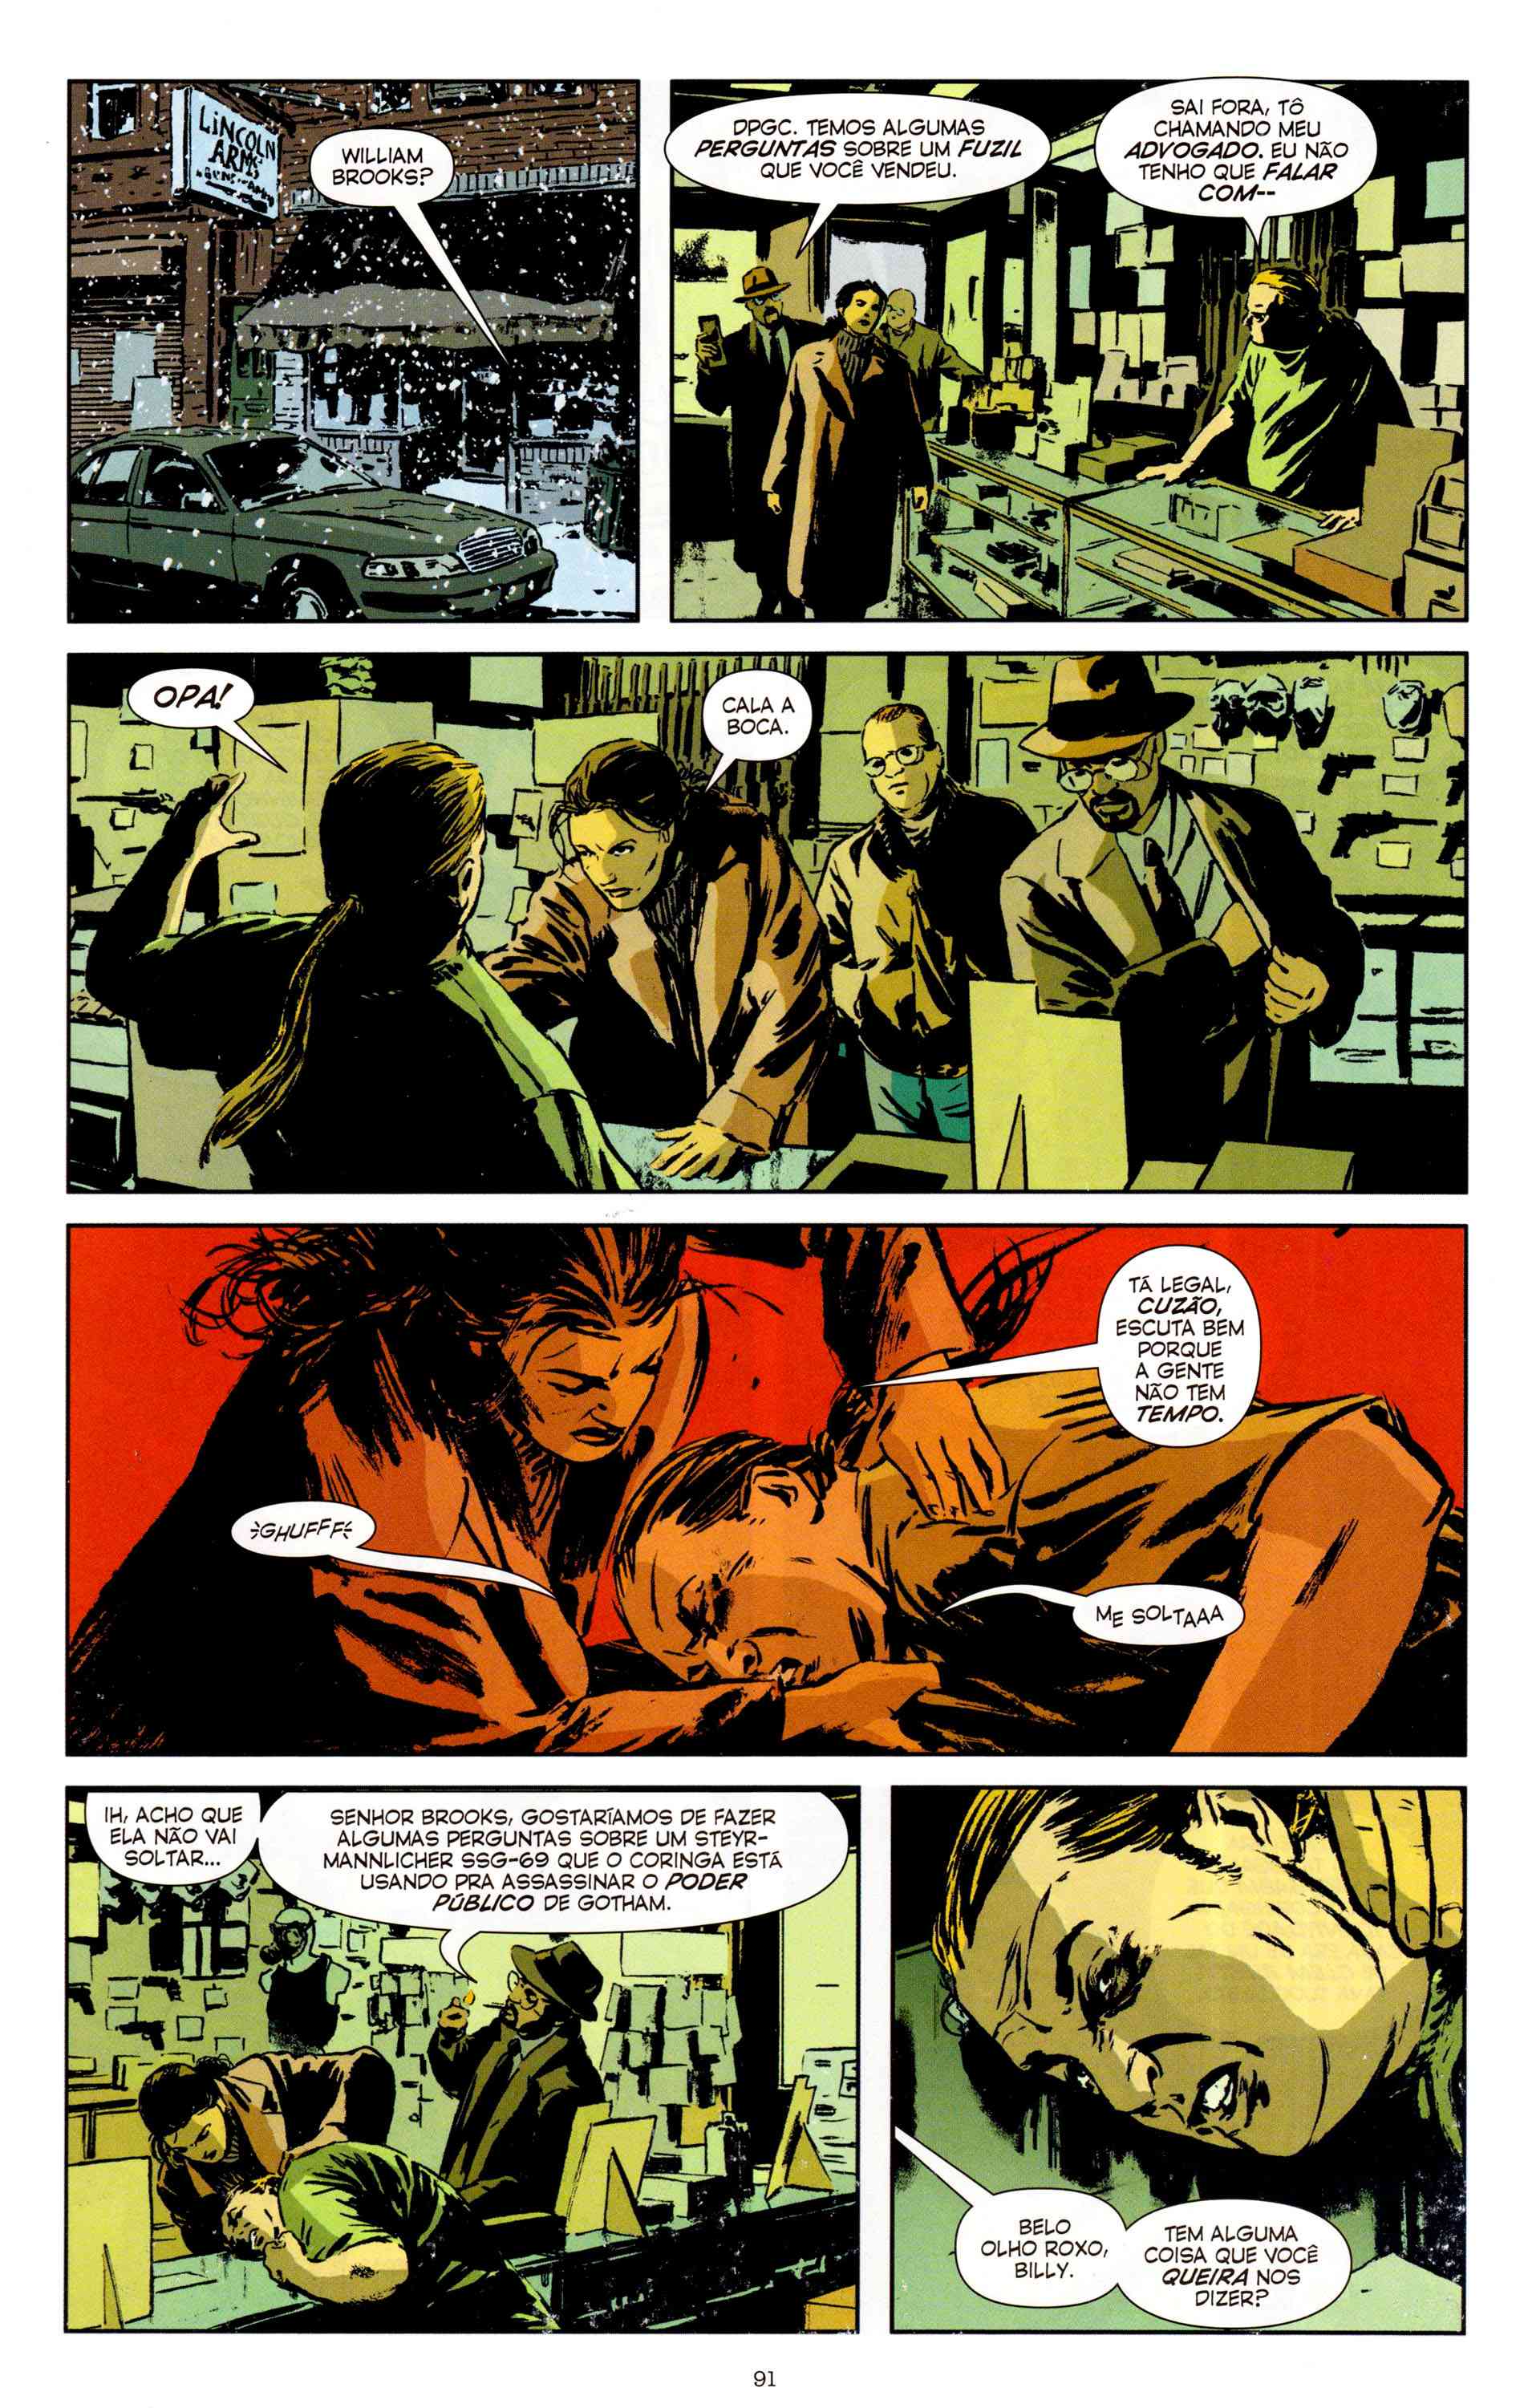 LINCOLN
ARMS
WILLIAM
BROOKS?
DPGC. TEMOS ALGUMAS
PERGUNTAS SOBRE UM FUZIL
QUE VOCÊ VENDEU.
SAI FORA, TÔ
CHAMANDO MEU
ADVOGADO. EU NÃO
TENHO QUE FALAR
COM--
OPA!
CALA A
BOCA.
TÁ LEGAL,
CUZÃO,
ESCUTA BEM
PORQUE
A GENTE
NÃO TEM
TEMPO.
GHUFFF
ME SOLTAAA
IH, ACHO QUE
ELA NÃO VAI
SOLTAR...
SENHOR BROOKS, GOSTARÍAMOS DE FAZER
ALGUMAS PERGUNTAS SOBRE UM STEYR-
MANNLICHER SSG-69 QUE O CORINGA ESTÁ
USANDO PRA ASSASSINAR O PODER
PÚBLICO DE GOTHAM.
BELO
OLHO ROXO,
BILLY.
TEM ALGUMA
COISA QUE VOCÊ
QUEIRA NOS
DIZER?
91